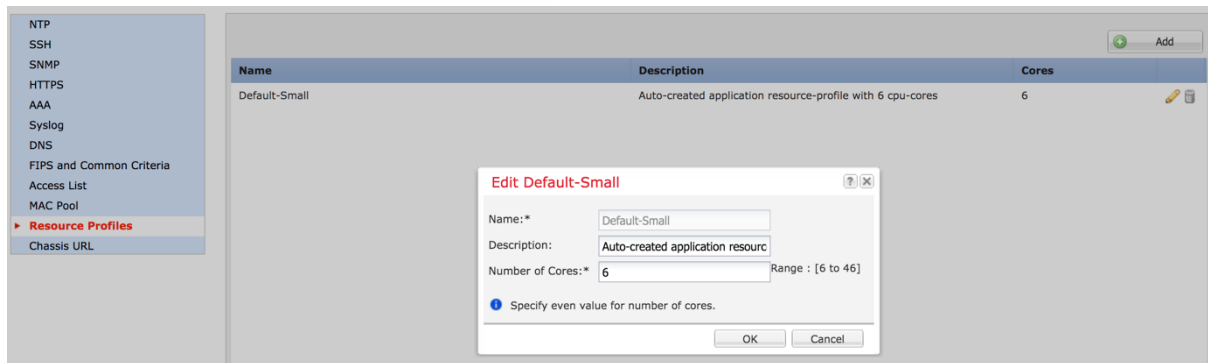 NTP
SSH
SNMP
HTTPS
AAA
Syslog
DNS
FIPS and Common Criteria
Access List
MAC Pool
Resource Profiles
Chassis URL
Add
Name Description Cores
Default-Small Auto-created application resource-profile with 6 cpu-cores 6
Edit Default-Small ?
Name:* Default-Small
Description: Auto-created application resourc
Number of Cores:* 6 Range : [6 to 46]
Specify even value for number of cores.
OK Cancel